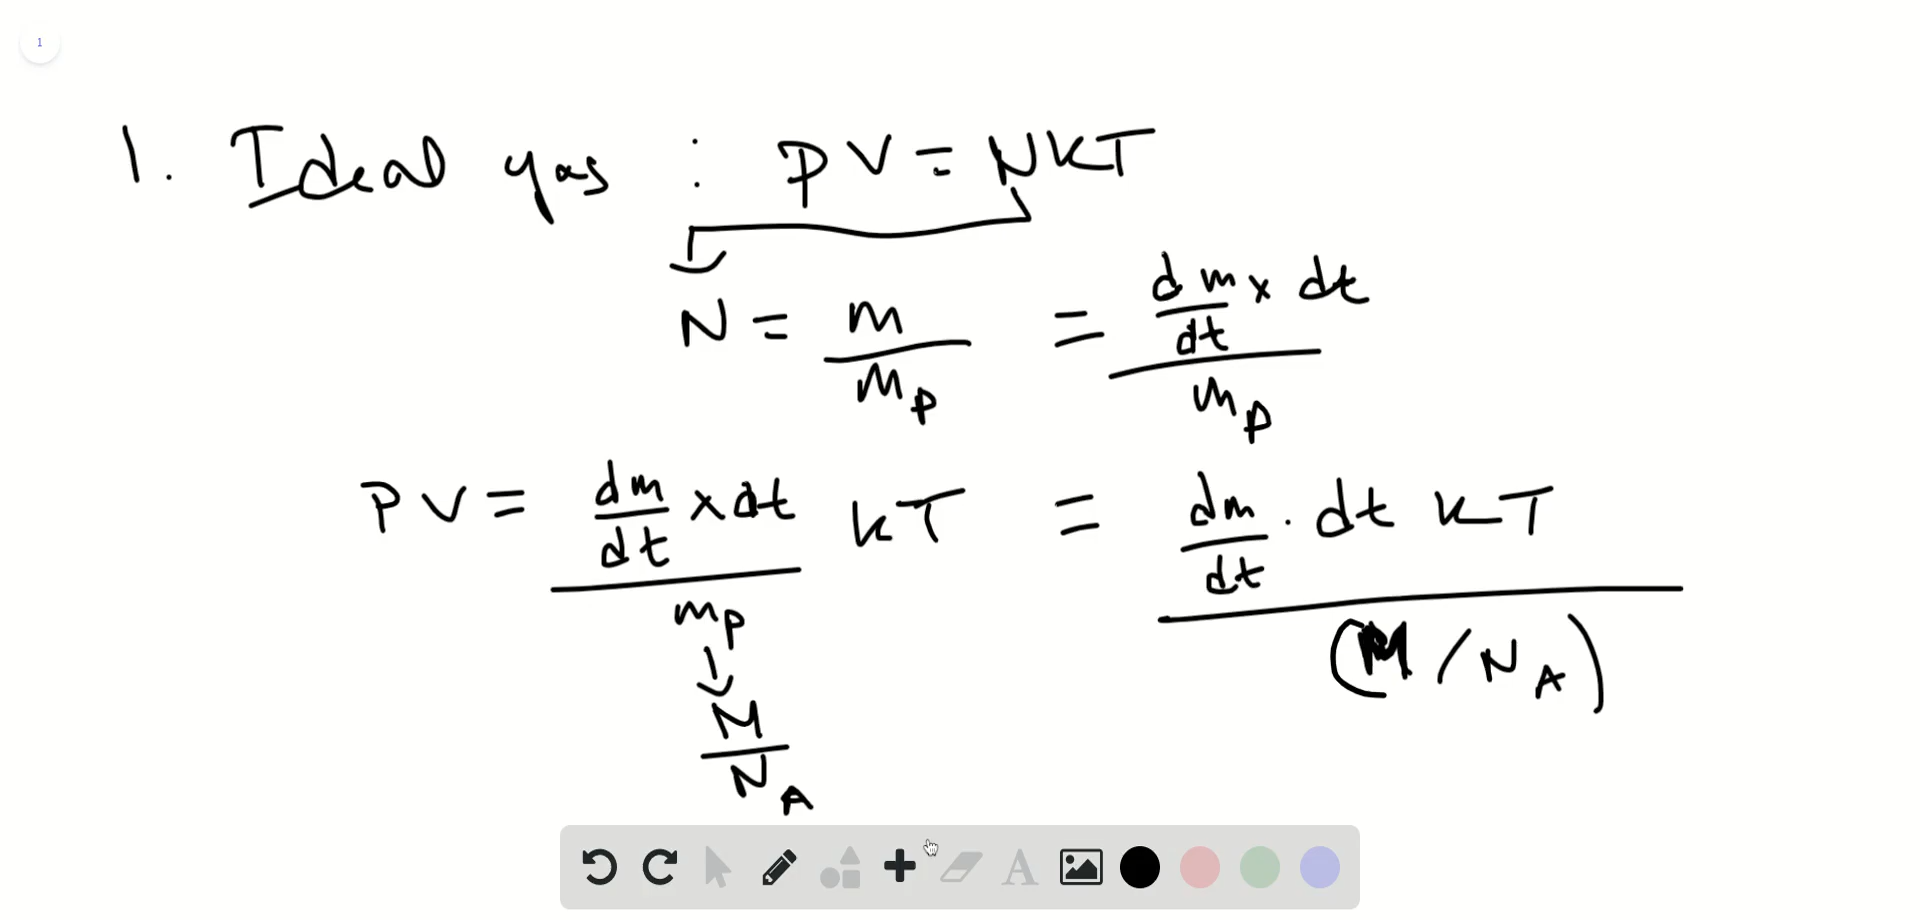 1
1. Ideal gas : PV = NKT
N = m / mp = (dm/dt x dt) / mp
PV = (dm/dt x dt) / mp kT = (dm/dt . dt kT) / (M/NA)
↓
M / NA
A